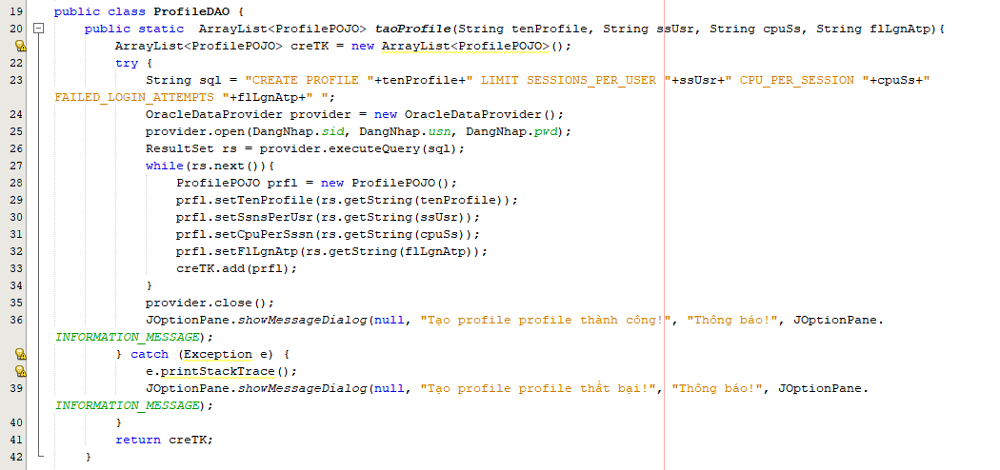 19 public class ProfileDAO {
20 public static  ArrayList<ProfilePOJO> taoProfile(String tenProfile, String ssUsr, String cpuSs, String flLgnAtp){
ArrayList<ProfilePOJO> creTK = new ArrayList<ProfilePOJO>();
22 try {
23 String sql = "CREATE PROFILE "+tenProfile+" LIMIT SESSIONS_PER_USER "+ssUsr+" CPU_PER_SESSION "+cpuSs+"
FAILED_LOGIN_ATTEMPTS "+flLgnAtp+" ";
24 OracleDataProvider provider = new OracleDataProvider();
25 provider.open(DangNhap.sid, DangNhap.usn, DangNhap.pwd);
26 ResultSet rs = provider.executeQuery(sql);
27 while(rs.next()){
28 ProfilePOJO prfl = new ProfilePOJO();
29 prfl.setTenProfile(rs.getString(tenProfile));
30 prfl.setSsnsPerUsr(rs.getString(ssUsr));
31 prfl.setCpuPerSssn(rs.getString(cpuSs));
32 prfl.setFlLgnAtp(rs.getString(flLgnAtp));
33 creTK.add(prfl);
34 }
35 provider.close();
36 JOptionPane.showMessageDialog(null, "Tạo profile profile thành công!", "Thông báo!", JOptionPane.
INFORMATION_MESSAGE);
} catch (Exception e) {
e.printStackTrace();
39 JOptionPane.showMessageDialog(null, "Tạo profile profile thất bại!", "Thông báo!", JOptionPane.
INFORMATION_MESSAGE);
40 }
41 return creTK;
42 }